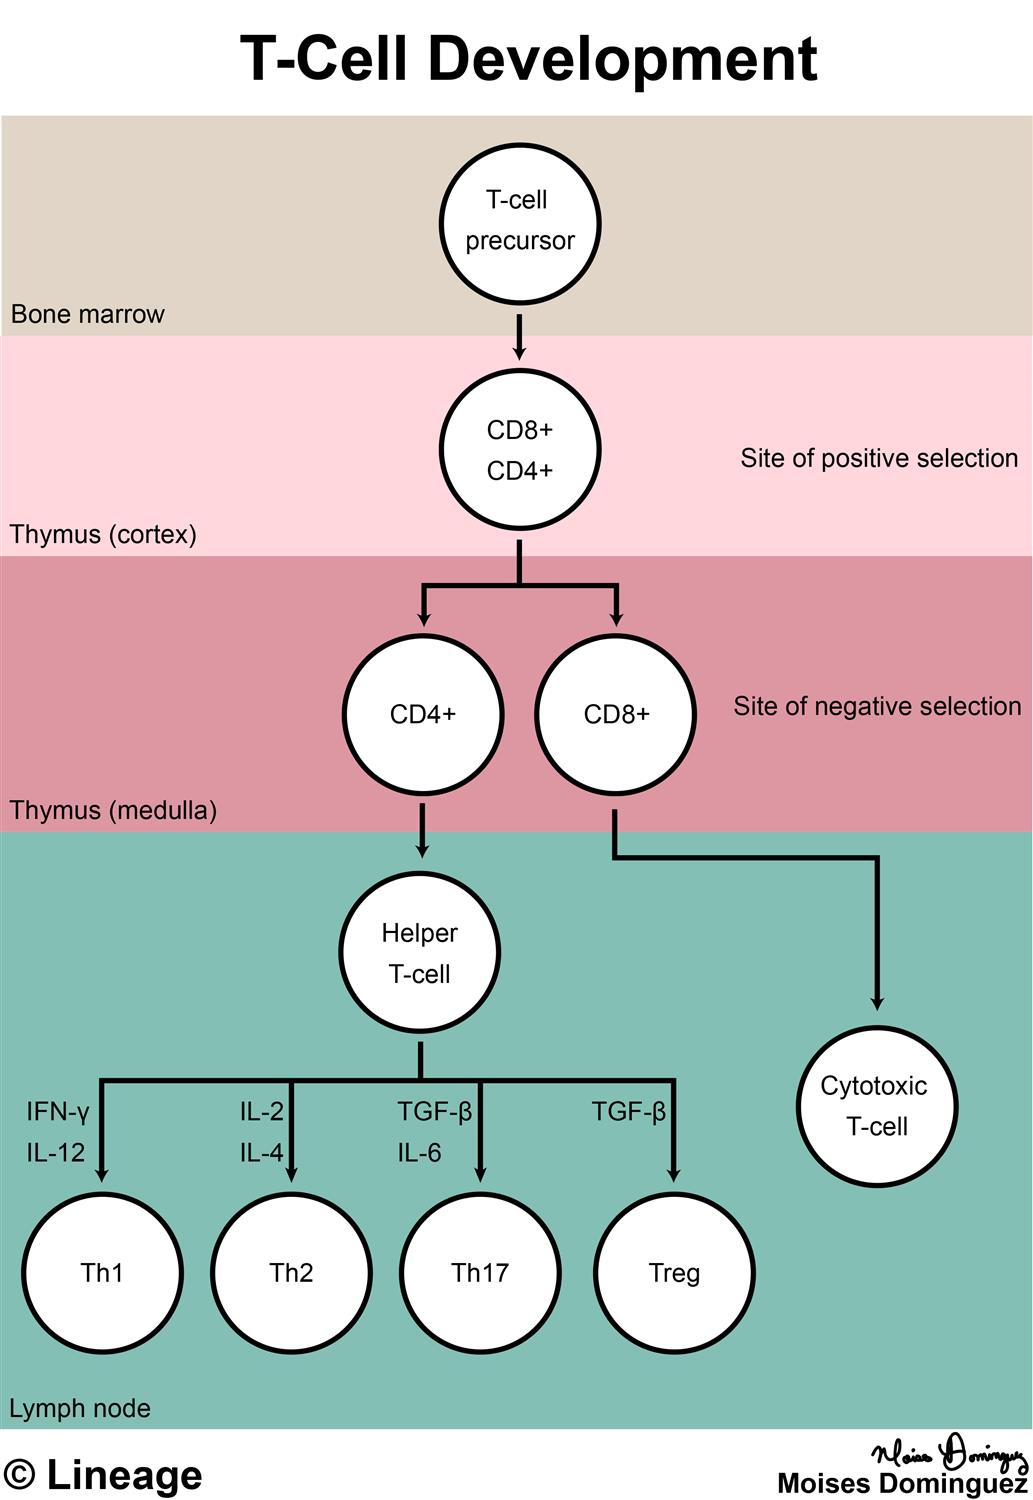 T-Cell Development
T-cell
precursor
Bone marrow
CD8+
CD4+
Site of positive selection
Thymus (cortex)
CD4+
CD8+
Site of negative selection
Thymus (medulla)
Helper
T-cell
Cytotoxic
T-cell
IFN-γ
IL-12
IL-2
IL-4
TGF-β
IL-6
TGF-β
Th1
Th2
Th17
Treg
Lymph node
© Lineage
Moises Dominguez
Moises Dominguez